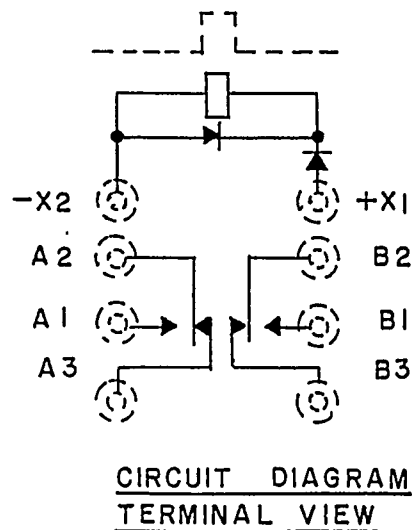 -X2 +X1
A2 B2
A1 B1
A3 B3
CIRCUIT DIAGRAM
TERMINAL VIEW